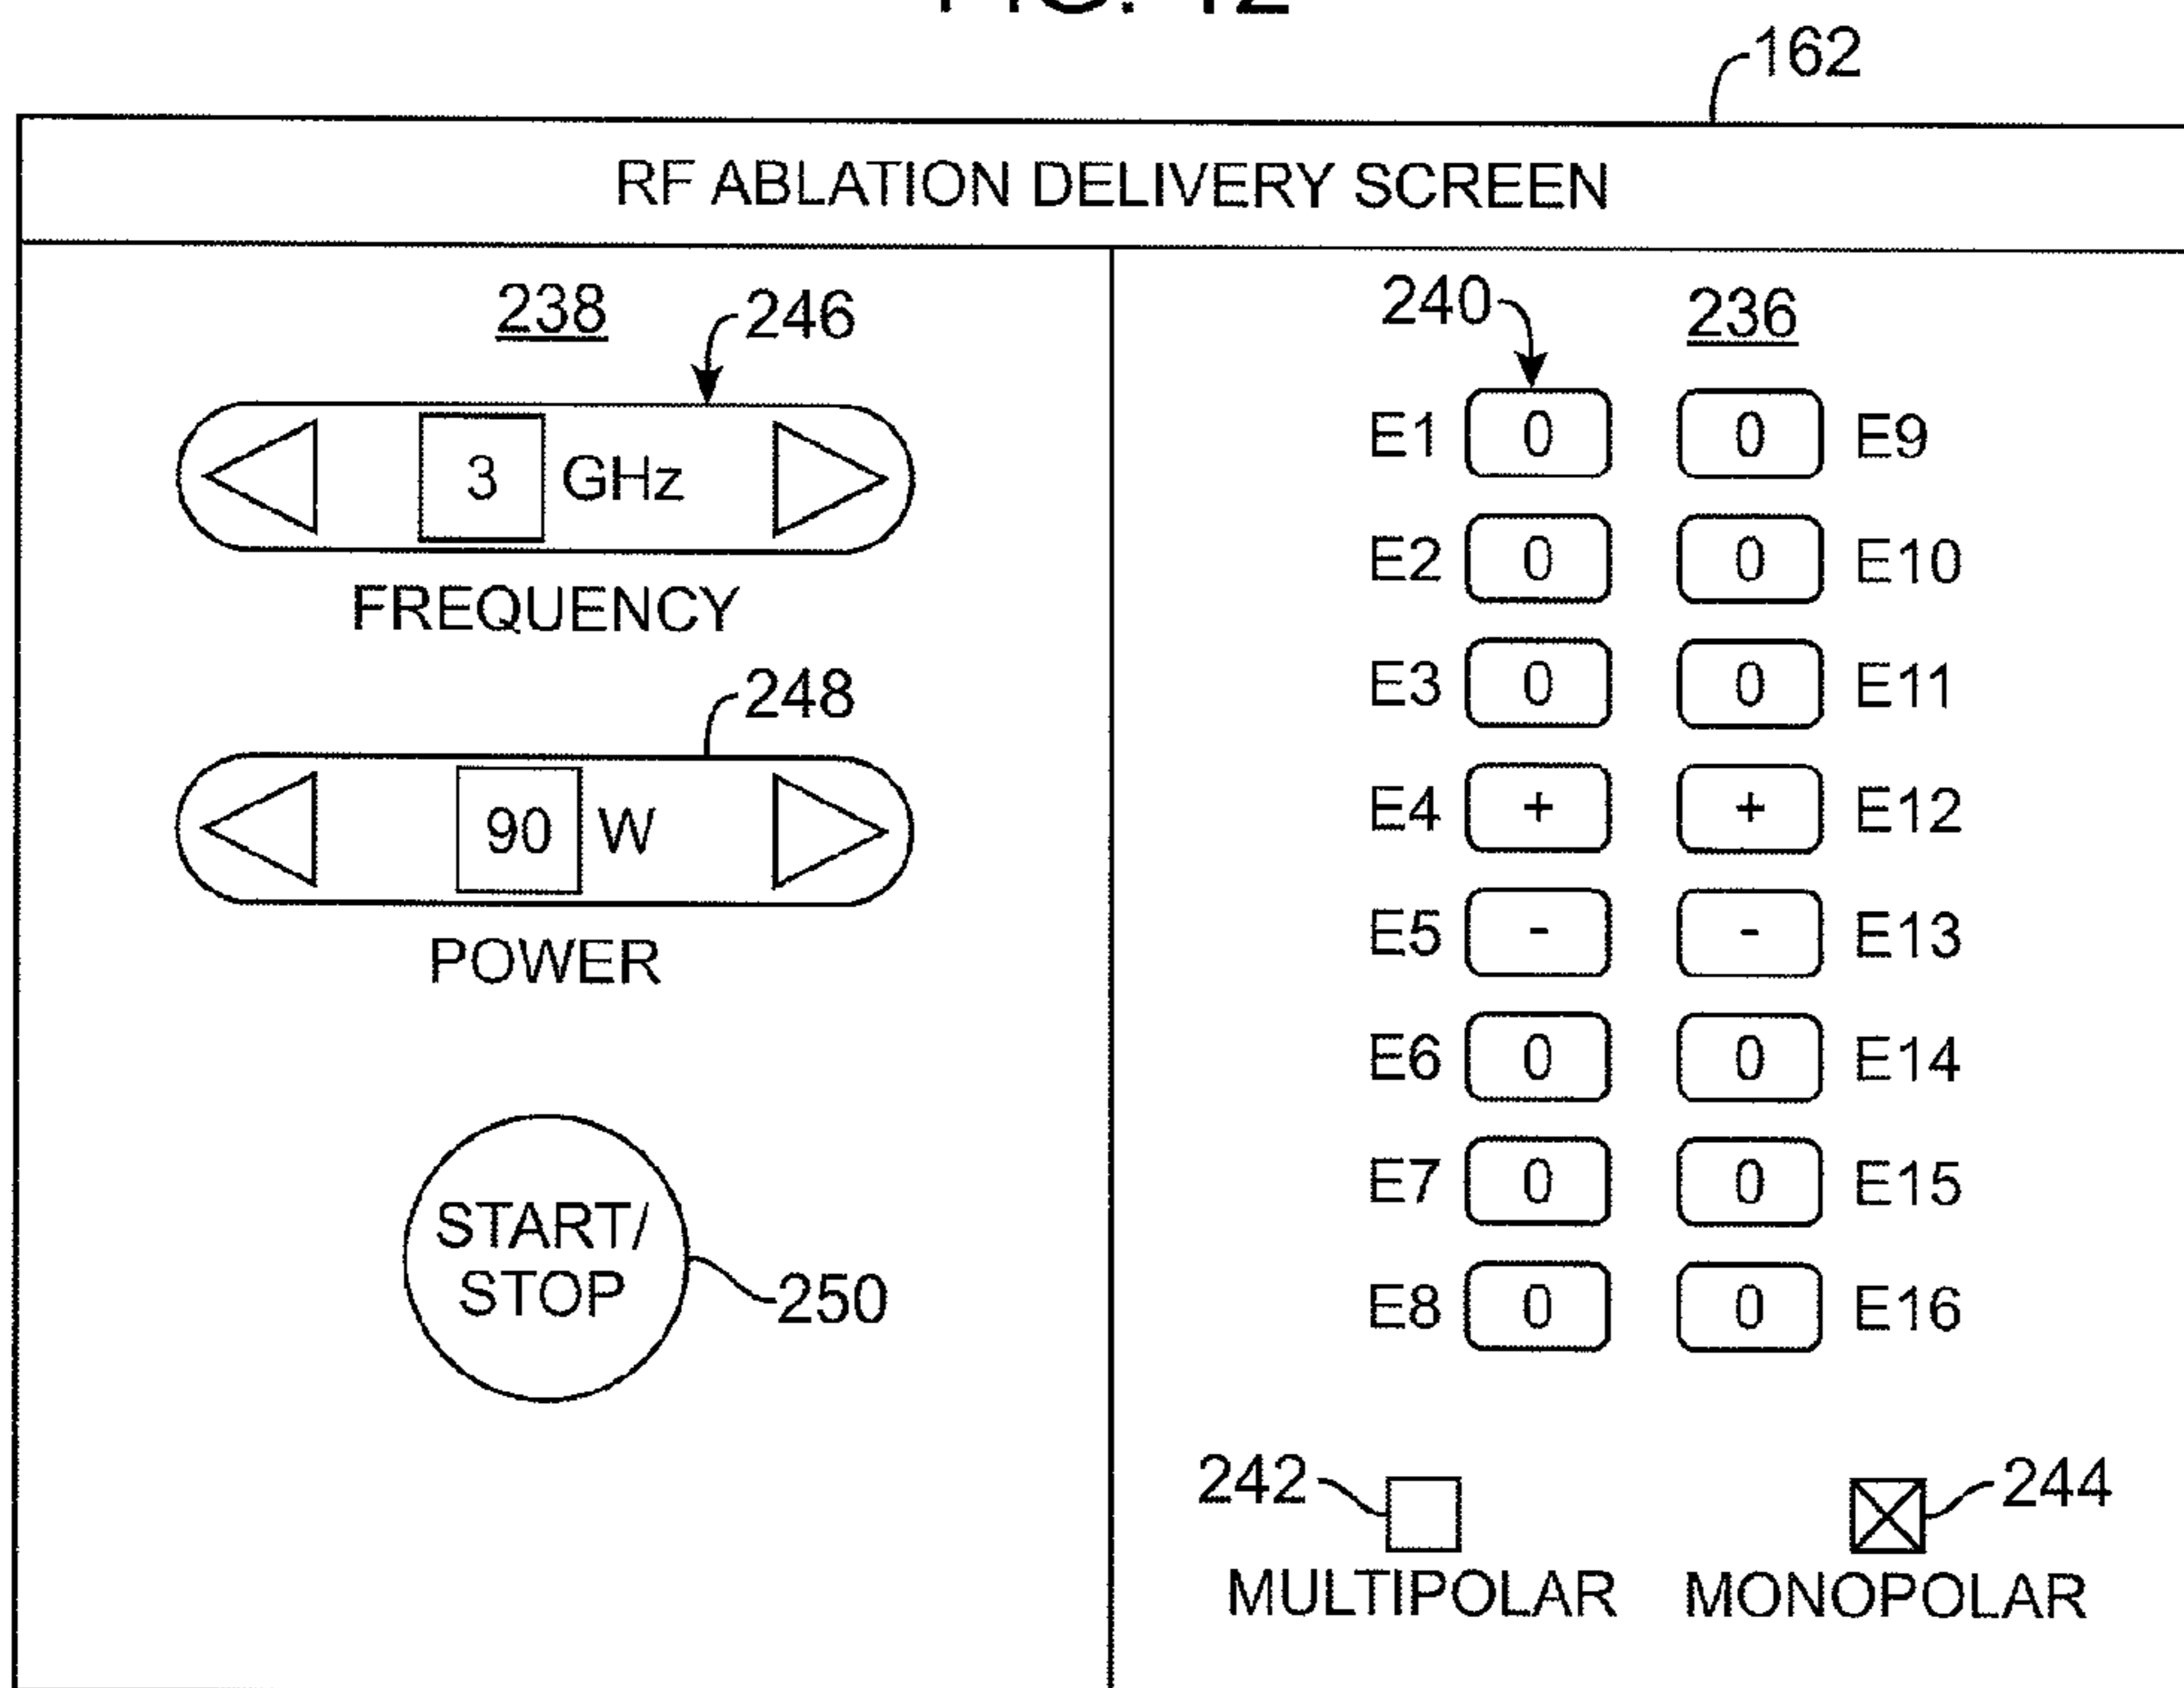 FIG. 12
162
RF ABLATION DELIVERY SCREEN
238
246
3 GHz
FREQUENCY
248
90 W
POWER
START/
STOP
250
240
236
E1 0 0 E9
E2 0 0 E10
E3 0 0 E11
E4 + + E12
E5 - - E13
E6 0 0 E14
E7 0 0 E15
E8 0 0 E16
242
244
MULTIPOLAR
MONOPOLAR